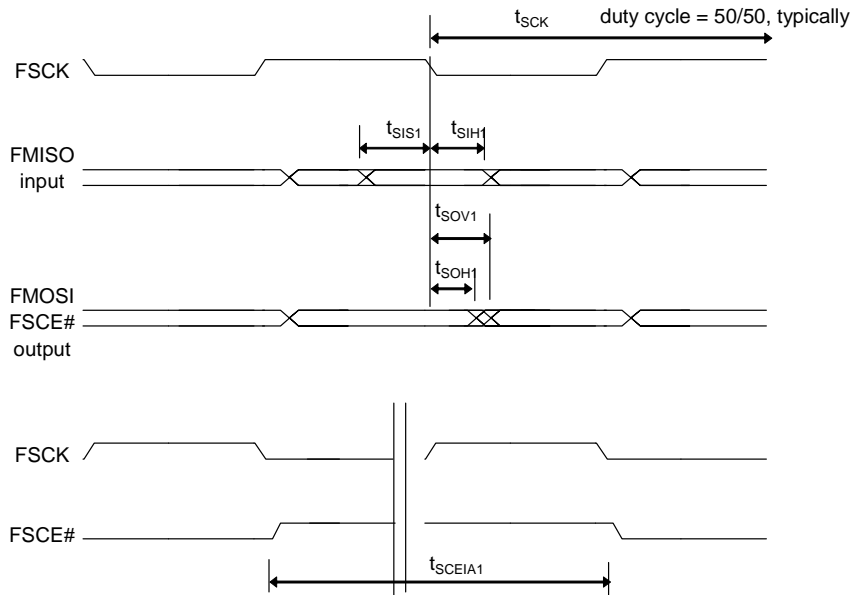 tSCK duty cycle = 50/50, typically
FSCK
tSIS1 tSIH1
FMISO
input
tSOV1
tSOH1
FMOSI
FSCE#
output
FSCK
FSCE#
tSCEIA1